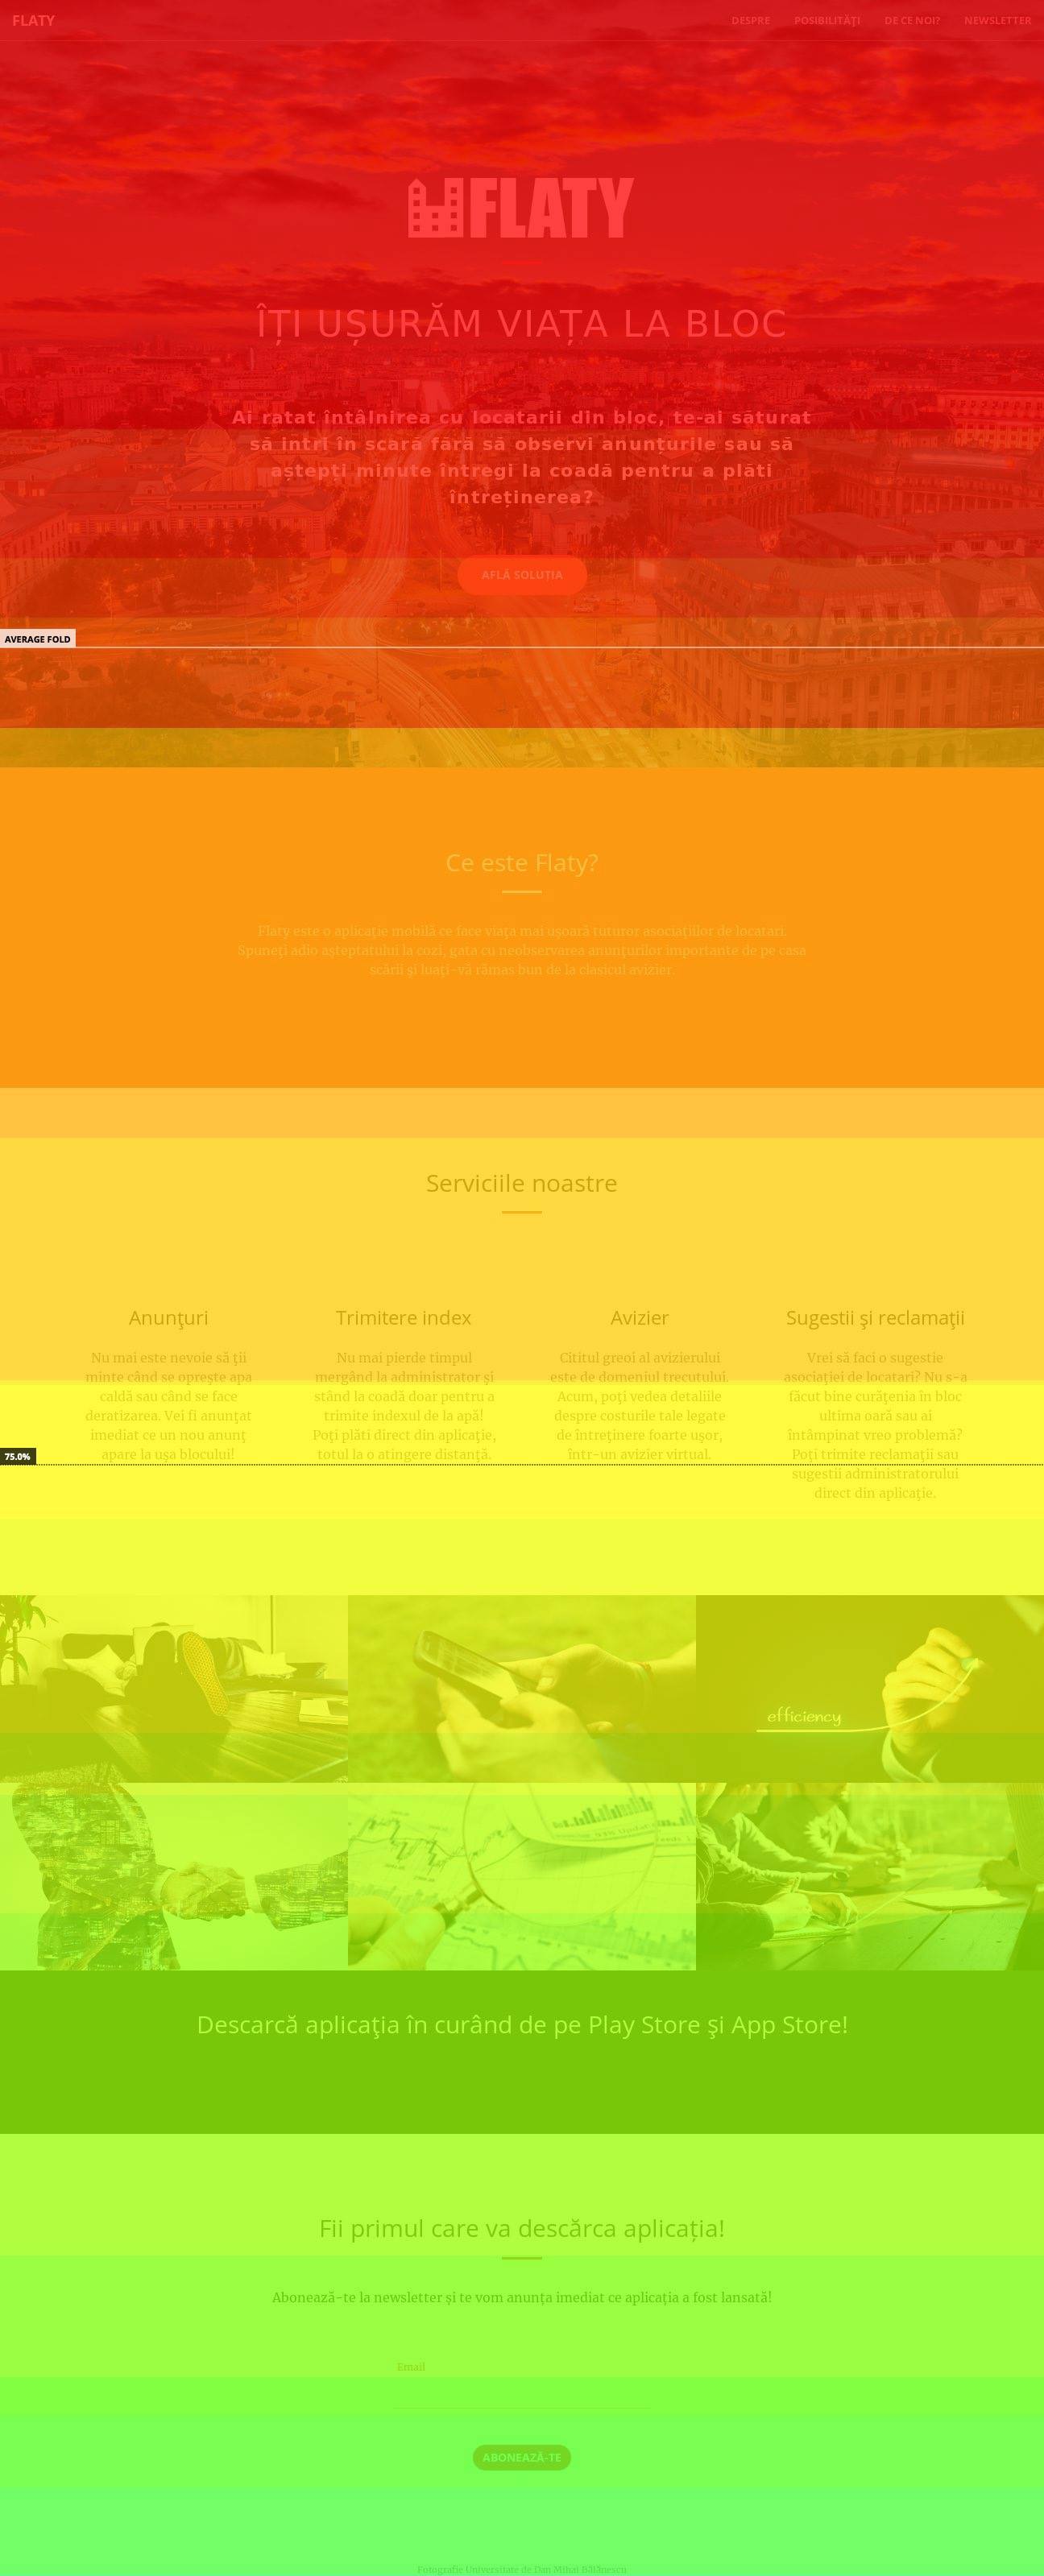 FLATY
DESPRE POSIBILITĂŢI DE CE NOI? NEWSLETTER
FLATY
ÎȚI UȘURĂM VIAȚA LA BLOC
Ai ratat întâlnirea cu locatarii din bloc, te-ai săturat
să intri în scară fără să observi anunțurile sau să
aștepți minute întregi la coadă pentru a plăti
întreținerea?
AFLĂ SOLUȚIA
AVERAGE FOLD
Ce este Flaty?
Flaty este o aplicaţie mobilă ce face viaţa mai uşoară tuturor asociaţiilor de locatari.
Spuneţi adio aşteptatului la cozi, gata cu neobservarea anunţurilor importante de pe casa
scării şi luaţi-vă rămas bun de la clasicul avizier.
Serviciile noastre
Anunţuri
Nu mai este nevoie să ţii
minte când se opreşte apa
caldă sau când se face
deratizarea. Vei fi anunţat
imediat ce un nou anunţ
apare la uşa blocului!
Trimitere index
Nu mai pierde timpul
mergând la administrator şi
stând la coadă doar pentru a
trimite indexul de la apă!
Poţi plăti direct din aplicaţie,
totul la o atingere distanţă.
Avizier
Cititul greoi al avizierului
este de domeniul trecutului.
Acum, poţi vedea detaliile
despre costurile tale legate
de întreţinere foarte uşor,
într-un avizier virtual.
Sugestii şi reclamaţii
Vrei să faci o sugestie
asociaţiei de locatari? Nu s-a
făcut bine curăţenia în bloc
ultima oară sau ai
întâmpinat vreo problemă?
Poţi trimite reclamaţii sau
sugestii administratorului
direct din aplicaţie.
75.0%
efficiency
Descarcă aplicaţia în curând de pe Play Store şi App Store!
Fii primul care va descărca aplicația!
Abonează-te la newsletter și te vom anunța imediat ce aplicația a fost lansată!
Email
ABONEAZĂ-TE
Fotografie Universitate de Dan Mihai Bălănescu